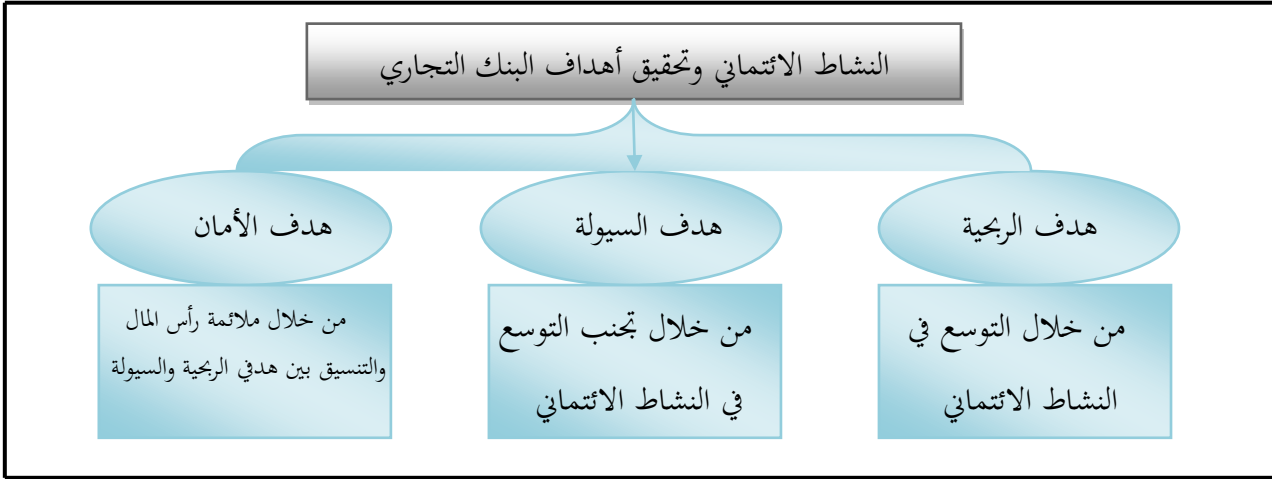 النشاط الائتماني وتحقيق أهداف البنك التجاري
هدف الربحية
هدف السيولة
هدف الأمان
من خلال التوسع في
النشاط الائتماني
من خلال تجنب التوسع
في النشاط الائتماني
من خلال ملائمة رأس المال
والتنسيق بين هدفي الربحية والسيولة